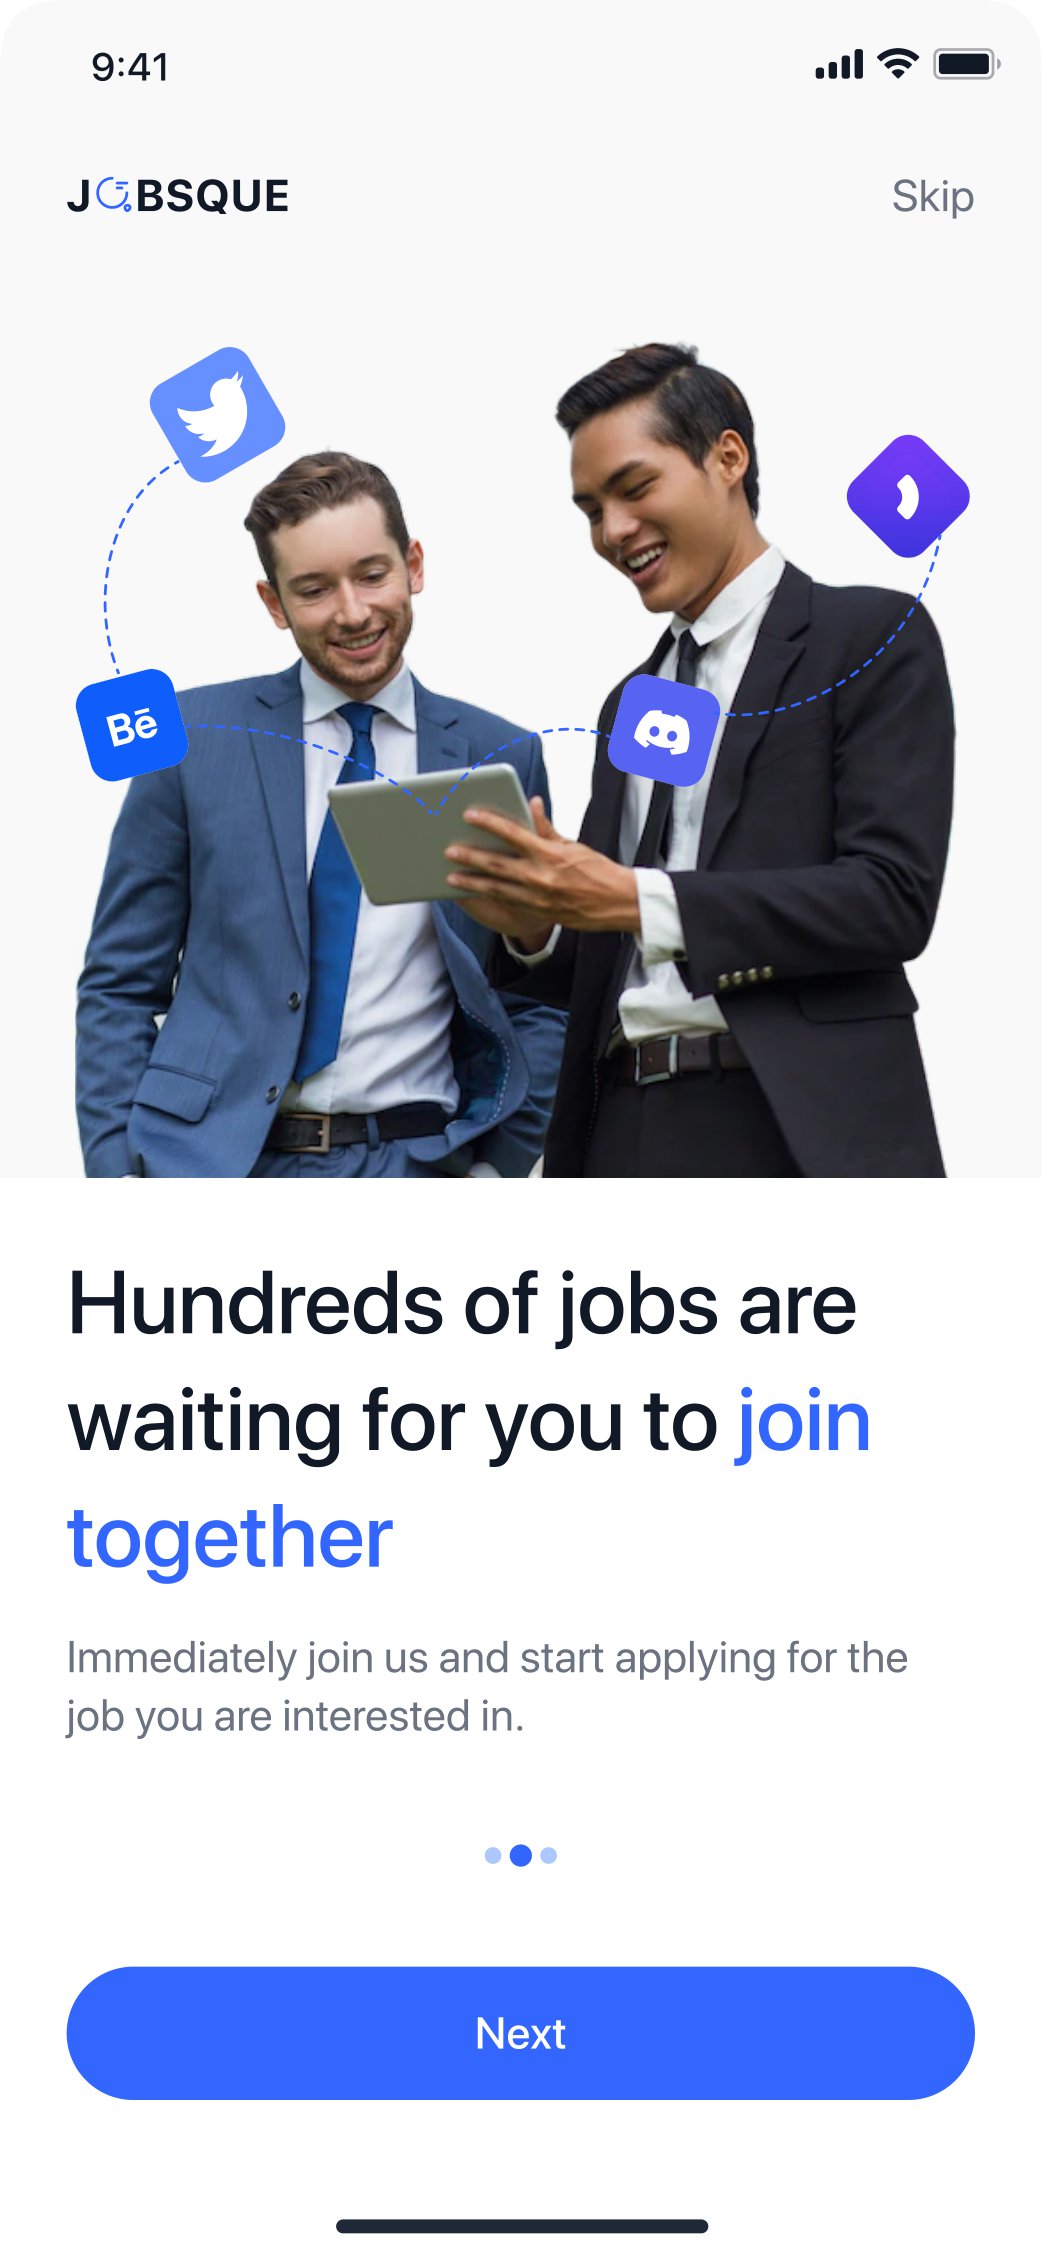 9:41
JOBSQUE
Skip
Bē
Hundreds of jobs are
waiting for you to join
together
Immediately join us and start applying for the
job you are interested in.
Next